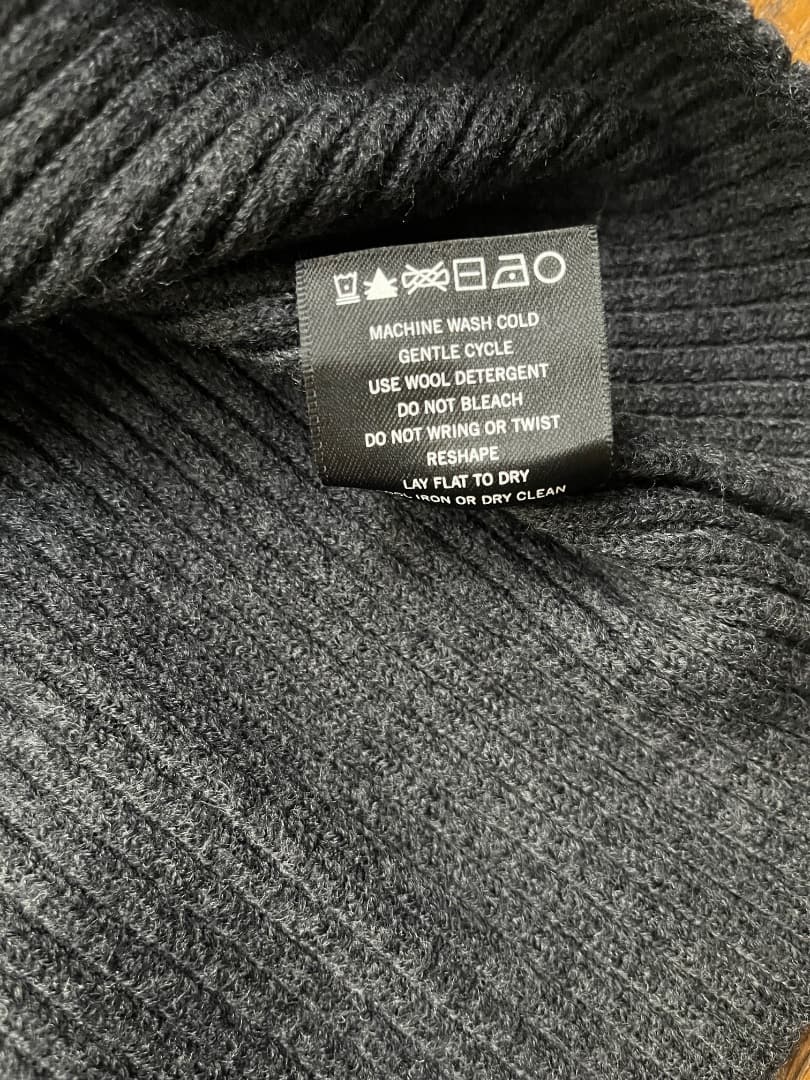 MACHINE WASH COLD
GENTLE CYCLE
USE WOOL DETERGENT
DO NOT BLEACH
DO NOT WRING OR TWIST
RESHAPE
LAY FLAT TO DRY
IRON OR DRY CLEAN